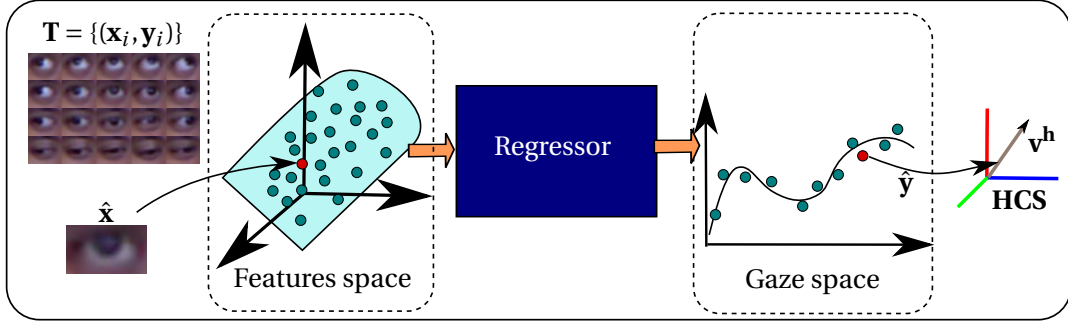 T = {(xᵢ, yᵢ)}
x̂
Features space
Regressor
Gaze space
ŷ
vʰ
HCS